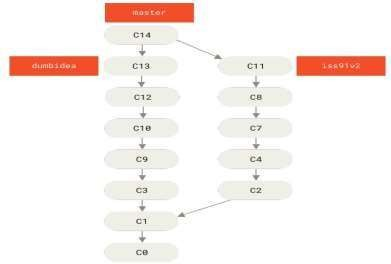 master
C14
dumbidea C13 C11 iss91v2
C12 C8
C10 C7
C9 C4
C3 C2
C1
C0